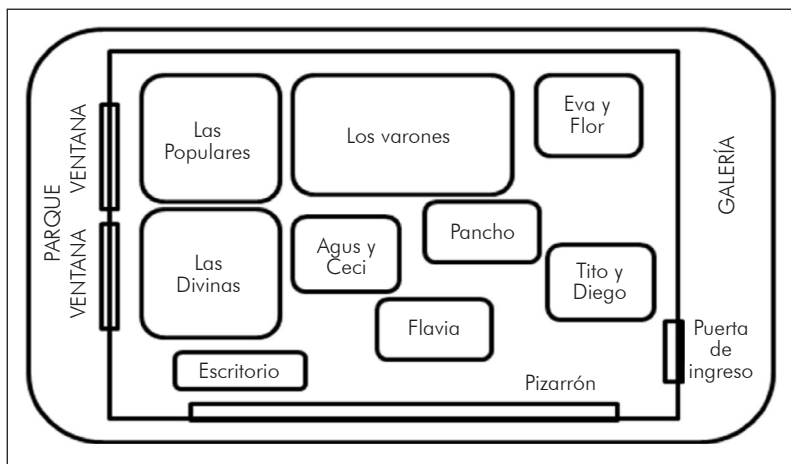 PARQUE
VENTANA
VENTANA
Las
Populares
Los varones
Eva y
Flor
Las
Divinas
Agus y
Ceci
Pancho
Tito y
Diego
Flavia
Escritorio
Pizarrón
GALERÍA
Puerta
de
ingreso